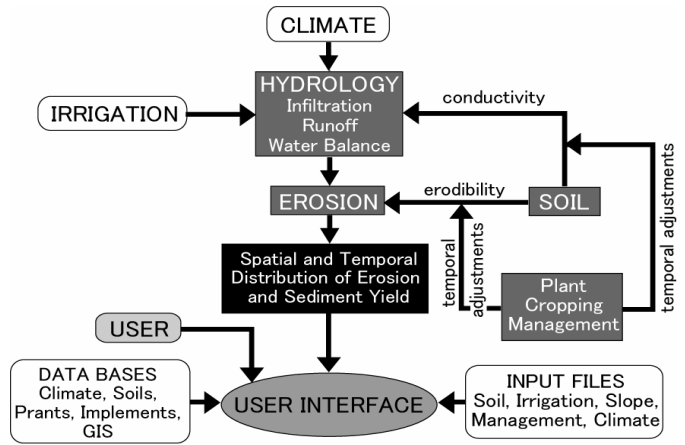 CLIMATE
HYDROLOGY
Infiltration
Runoff
Water Balance
IRRIGATION
conductivity
EROSION
erodibility
SOIL
temporal adjustments
temporal
adjustments
Spatial and Temporal
Distribution of Erosion
and Sediment Yield
Plant
Cropping
Management
USER
DATA BASES
Climate, Soils,
Prants, Implements,
GIS
USER INTERFACE
INPUT FILES
Soil, Irrigation, Slope,
Management, Climate